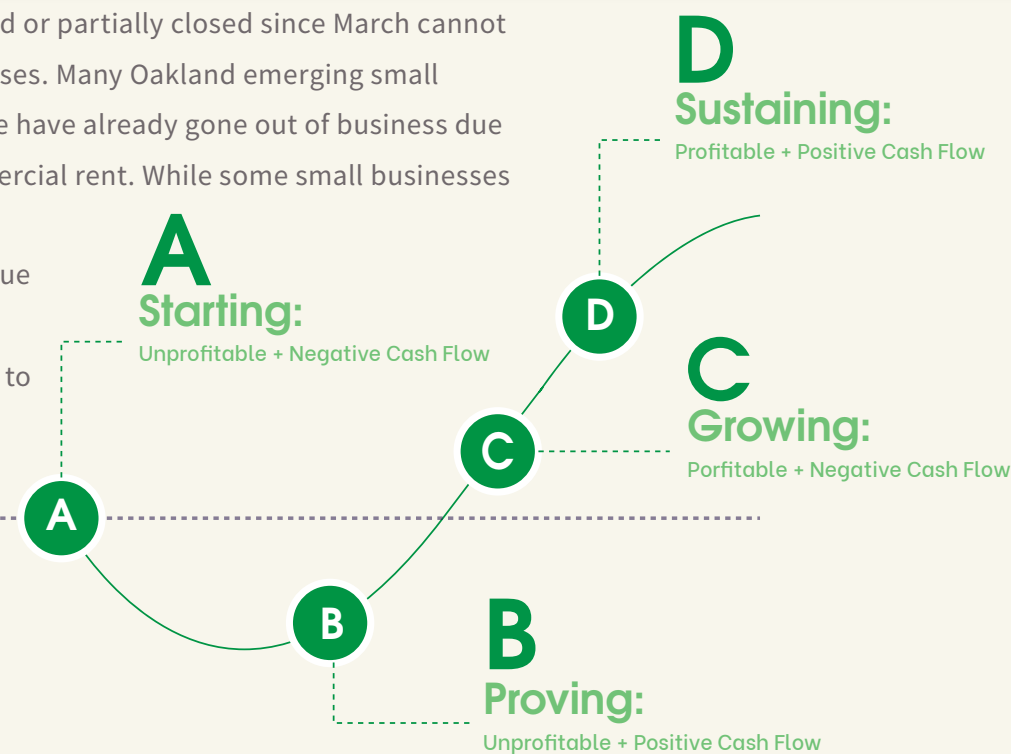 d or partially closed since March cannot
ses. Many Oakland emerging small
e have already gone out of business due
ercial rent. While some small businesses
ue
to
A
Starting:
Unprofitable + Negative Cash Flow
D
Sustaining:
Profitable + Positive Cash Flow
D
C
Growing:
Porfitable + Negative Cash Flow
C
A
B
B
Proving:
Unprofitable + Positive Cash Flow